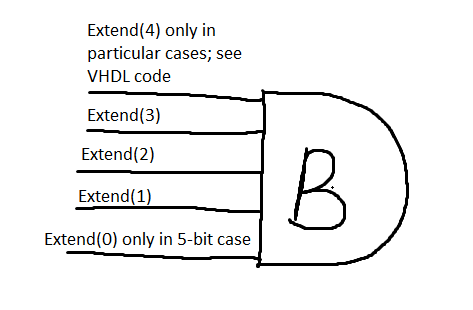 Extend(4) only in
particular cases; see
VHDL code
Extend(3)
Extend(2)
Extend(1)
Extend(0) only in 5-bit case
B